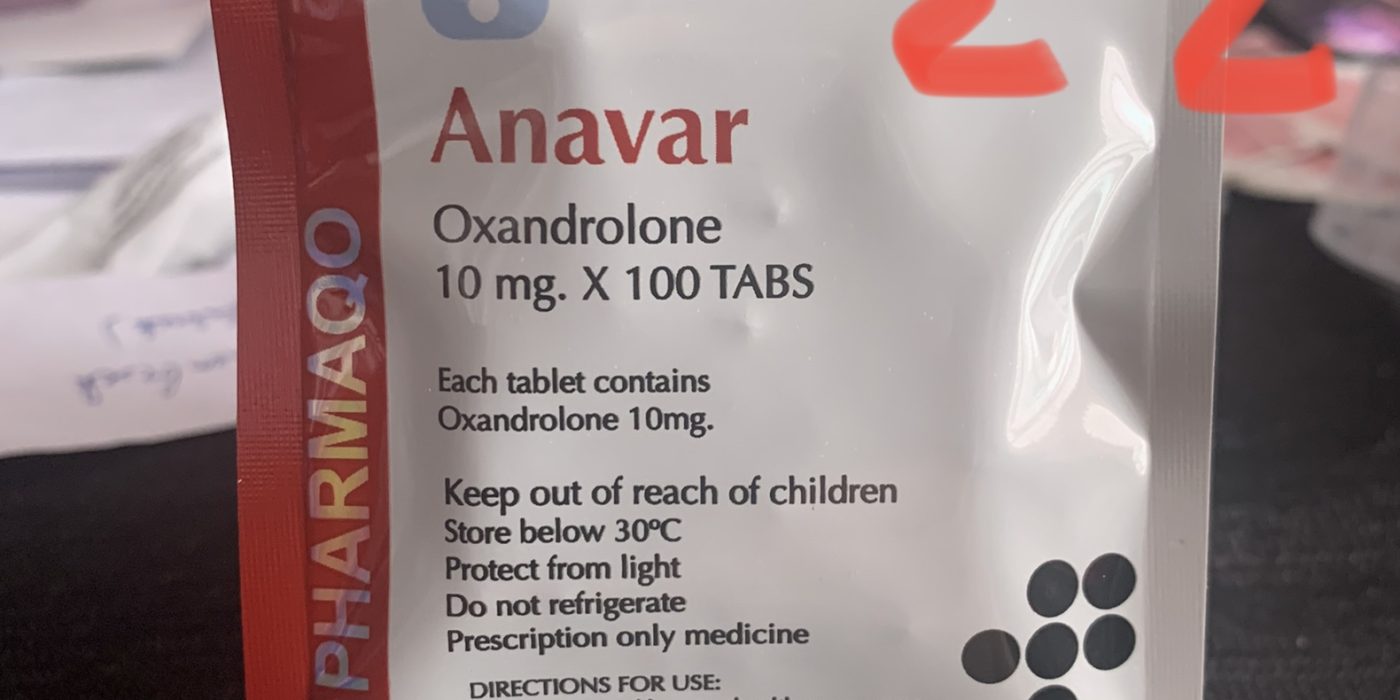 Anavar
Oxandrolone
10 mg. X 100 TABS
Each tablet contains
Oxandrolone 10mg.
Keep out of reach of children
Store below 30ºC
Protect from light
Do not refrigerate
Prescription only medicine
DIRECTIONS FOR USE:
PHARMAQO